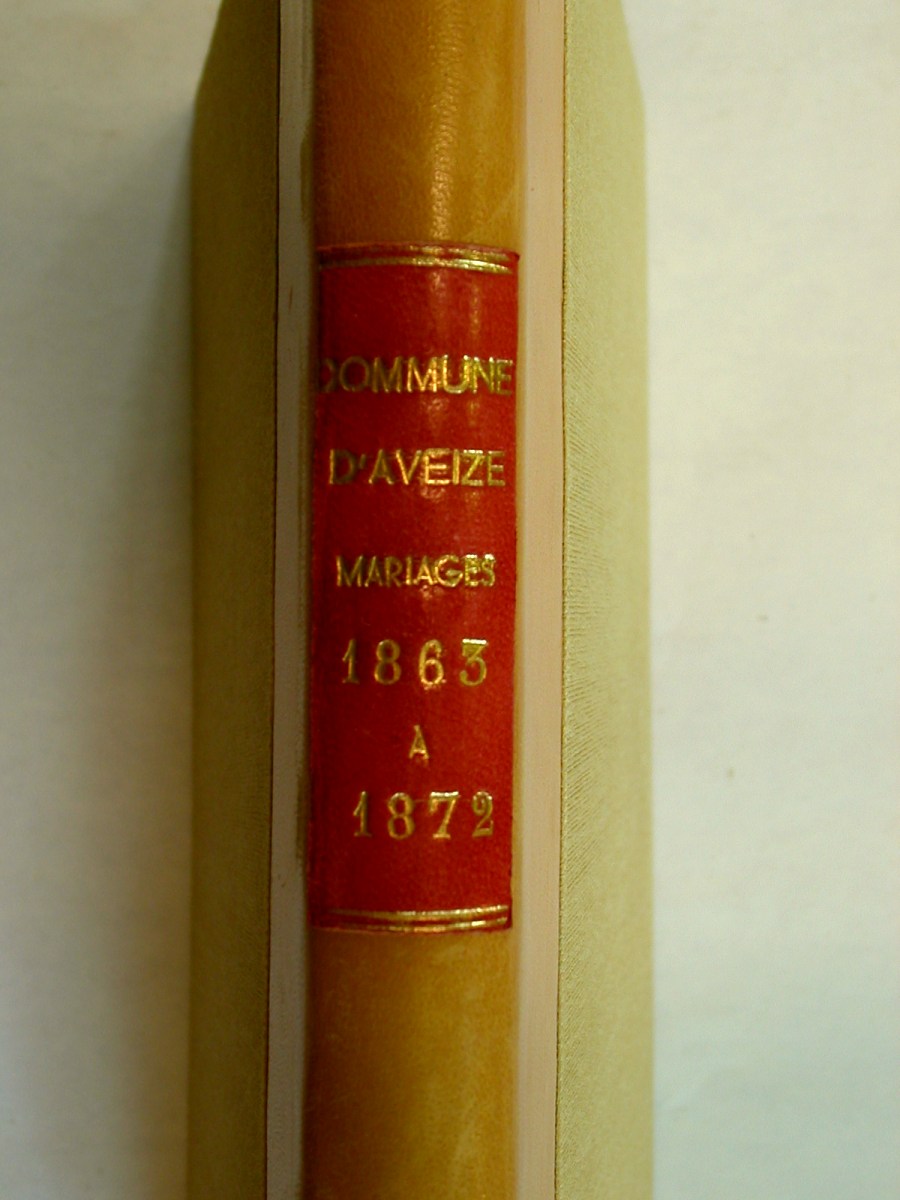 COMMUNE
D'AVEIZE
MARIAGES
1863
A
1872